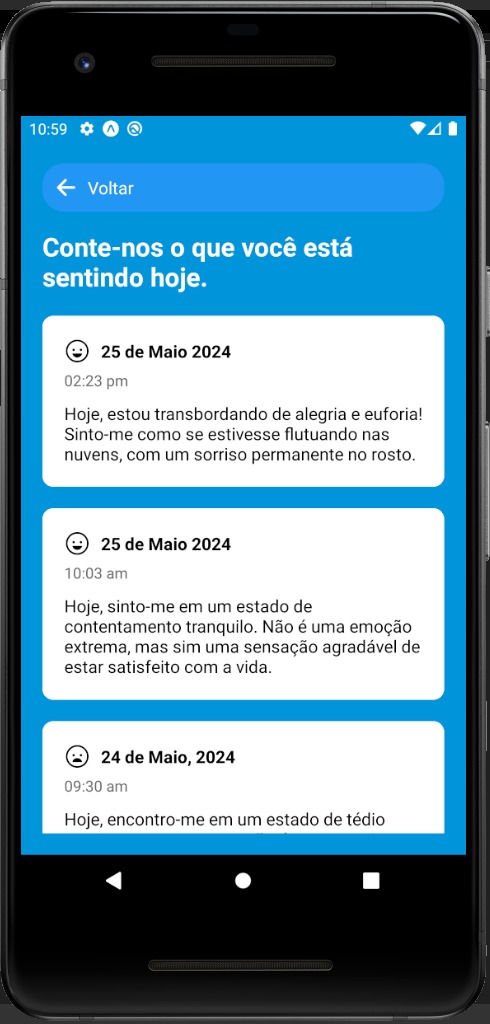 10:59
Voltar
Conte-nos o que você está
sentindo hoje.
25 de Maio 2024
02:23 pm
Hoje, estou transbordando de alegria e euforia!
Sinto-me como se estivesse flutuando nas
nuvens, com um sorriso permanente no rosto.
25 de Maio 2024
10:03 am
Hoje, sinto-me em um estado de
contentamento tranquilo. Não é uma emoção
extrema, mas sim uma sensação agradável de
estar satisfeito com a vida.
24 de Maio, 2024
09:30 am
Hoje, encontro-me em um estado de tédio